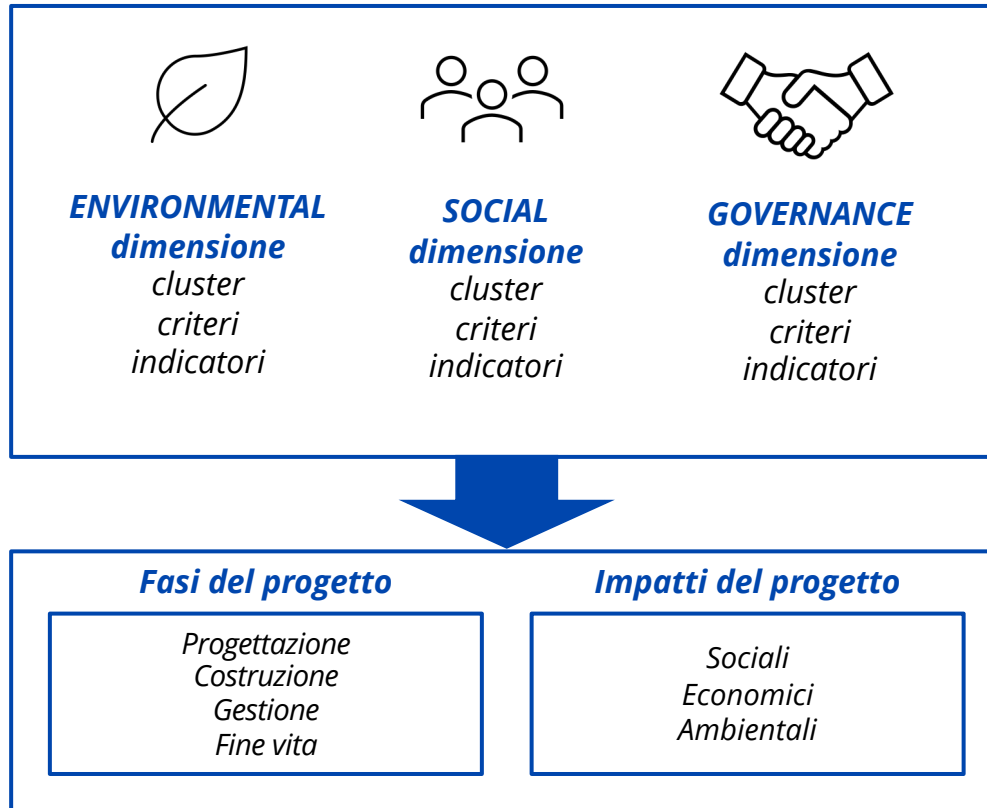 ENVIRONMENTAL
dimensione
cluster
criteri
indicatori
SOCIAL
dimensione
cluster
criteri
indicatori
GOVERNANCE
dimensione
cluster
criteri
indicatori
Fasi del progetto
Progettazione
Costruzione
Gestione
Fine vita
Impatti del progetto
Sociali
Economici
Ambientali